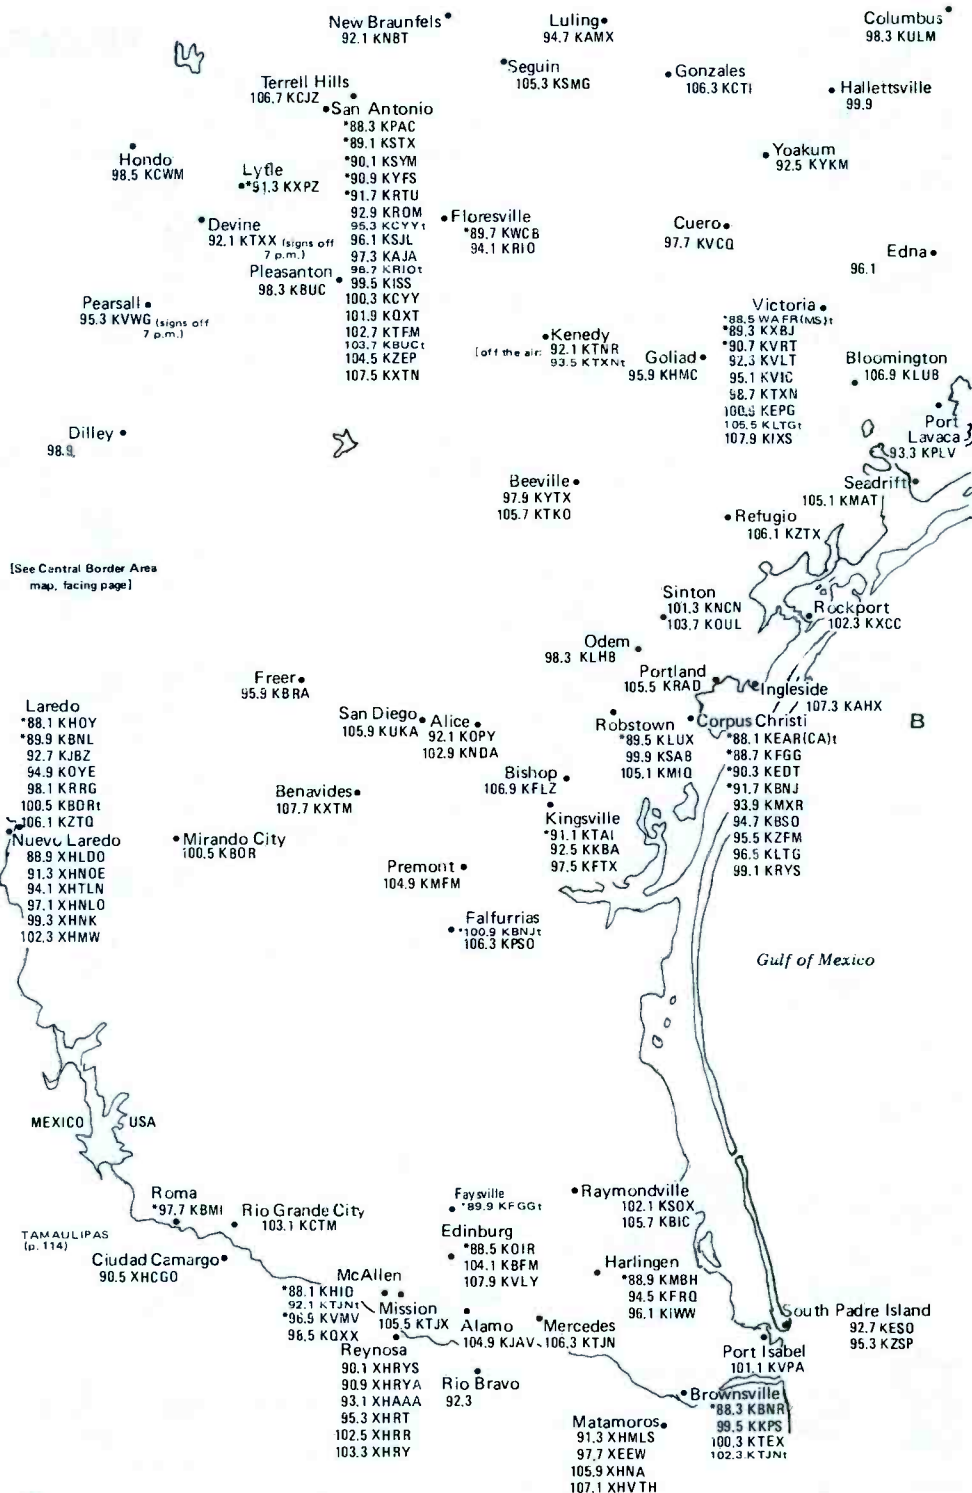 New Braunfels
92.1 KNBT
Luling
94.7 KAMX
Columbus
98.3 KULM
Seguin
105.3 KSMG
Gonzales
106.3 KCTI
Hallettsville
99.9
Terrell Hills
106.7 KCJZ
San Antonio
*88.3 KPAC
*89.1 KSTX
*90.1 KSYM
*90.9 KYFS
*91.7 KRTU
92.9 KROM
95.3 KCYYt
96.1 KSJL
97.3 KAJA
98.7 KRIOt
99.5 KISS
100.3 KCYY
101.9 KQXT
102.7 KTFM
103.7 KBUCt
104.5 KZEP
107.5 KXTN
Hondo
98.5 KCWM
Lytle
*91.3 KXPZ
Yoakum
92.5 KYKM
Devine
92.1 KTXX (signs off
7 p.m.)
Floresville
*89.7 KWCB
94.1 KRIO
Cuero
97.7 KVCQ
Edna
96.1
Pleasanton
98.3 KBUC
Pearsall
95.3 KVWG (signs off
7 p.m.)
Victoria
*88.5 WAFR(MS)t
*89.3 KXBJ
*90.7 KVRT
92.3 KVLT
95.1 KVIC
98.7 KTXN
KEPG
105.5 KLTGt
107.9 KIXS
Kenedy
[off the air: 92.1 KTNR
93.5 KTXNt
Goliad
95.9 KHMC
Bloomington
106.9 KLUB
Port
Lavaca
93.3 KPLV
Dilley
98.9
Beeville
97.9 KYTX
105.7 KTKO
Seadrift
105.1 KMAT
Refugio
106.1 KZTX
[See Central Border Area
map, facing page]
Sinton
101.3 KNCN
103.7 KOUL
Rockport
102.3 KXCC
Odem
98.3 KLHB
Freer
95.9 KBRA
Portland
105.5 KRAD
Ingleside
107.3 KAHX
Laredo
*88.1 KHOY
*89.9 KBNL
92.7 KJBZ
94.9 KOYE
98.1 KRRG
100.5 KBDRt
106.1 KZTQ
San Diego
105.9 KUKA
Alice
92.1 KOPY
102.9 KNDA
Robstown
*89.5 KLUX
99.9 KSAB
105.1 KMIQ
Corpus Christi
*88.1 KEAR(CA)t
*88.7 KFGG
*90.3 KEDT
*91.7 KBNJ
93.9 KMXR
94.7 KBSO
95.5 KZFM
96.5 KLTG
99.1 KRYS
B
Bishop
106.9 KFLZ
Benavides
107.7 KXTM
Kingsville
*91.1 KTAI
92.5 KKBA
97.5 KFTX
Nuevo Laredo
88.9 XHLDO
91.3 XHNOE
94.1 XHTLN
97.1 XHNLO
99.3 XHNK
102.3 XHMW
Mirando City
100.5 KBDR
Premont
104.9 KMFM
Falfurrias
*100.9 KBNJt
106.3 KPSO
Gulf of Mexico
MEXICO
USA
Roma
*97.7 KBMI
Rio Grande City
103.1 KCTM
Faysville
*89.9 KFGGt
Raymondville
102.1 KSOX
105.7 KBIC
TAMAULIPAS
(p. 114)
Ciudad Camargo
90.5 XHCGO
Edinburg
*88.5 KOIR
104.1 KBFM
107.9 KVLY
Harlingen
*88.9 KMBH
94.5 KFRQ
96.1 KIWW
McAllen
*88.1 KHID
92.1 KTJNt
*96.9 KVMV
98.5 KQXX
Mission
105.5 KTJX
Alamo
104.9 KJAV
Mercedes
106.3 KTJN
South Padre Island
92.7 KESO
95.3 KZSP
Port Isabel
101.1 KVPA
Reynosa
90.1 XHRYS
90.9 XHRYA
93.1 XHAAA
95.3 XHRT
102.5 XHRR
103.3 XHRY
Rio Bravo
92.3
Brownsville
*88.3 KBNR
99.5 KKPS
100.3 KTEX
102.3 KTJNt
Matamoros
91.3 XHMLS
97.7 XEEW
105.9 XHNA
107.1 XHVTH